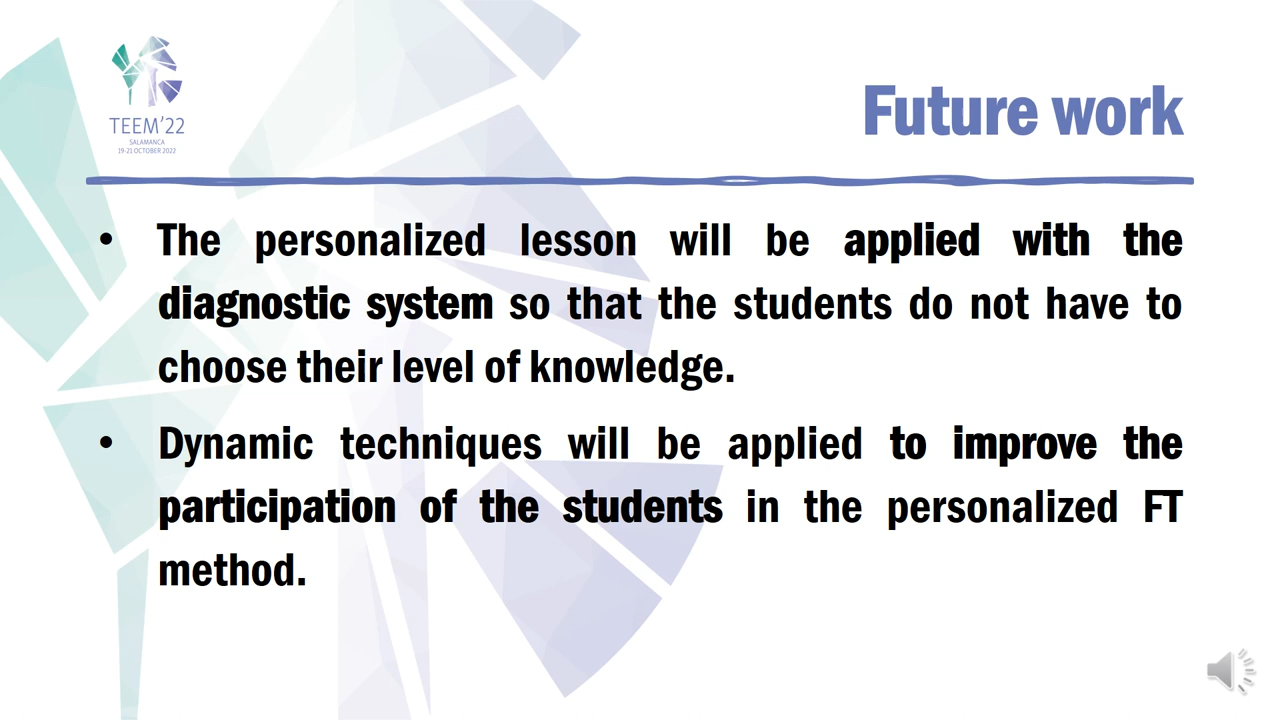 TEEM'22
SALAMANCA
19-21 OCTOBER 2022
Future work
• The personalized lesson will be applied with the
diagnostic system so that the students do not have to
choose their level of knowledge.
• Dynamic techniques will be applied to improve the
participation of the students in the personalized FT
method.